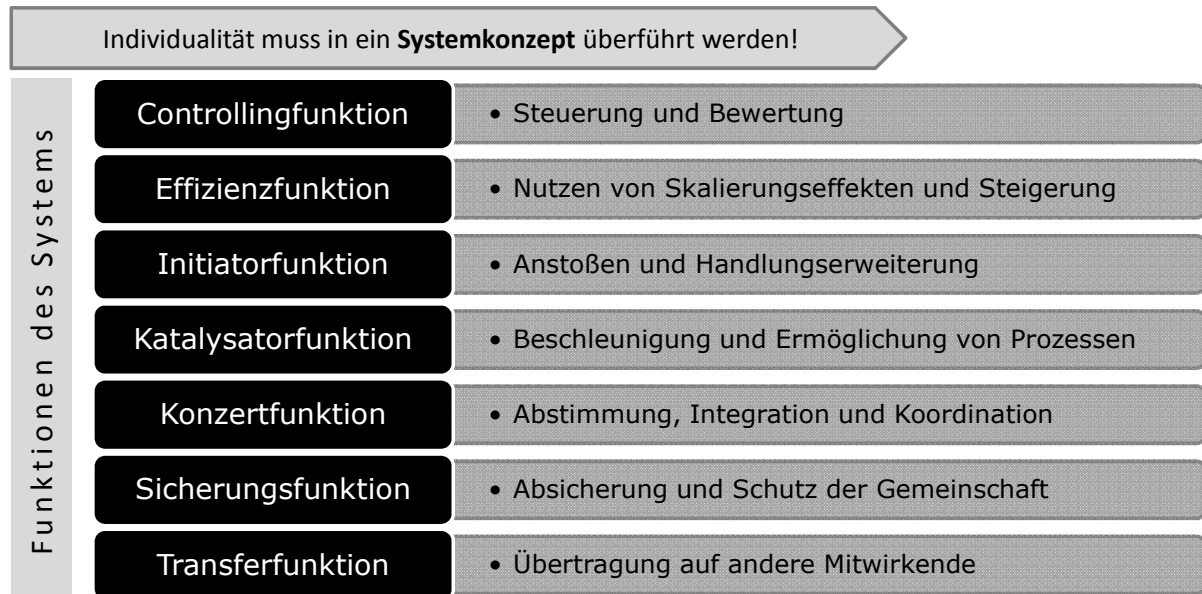 Individualität muss in ein Systemkonzept überführt werden!
Funktionen des Systems
Controllingfunktion
• Steuerung und Bewertung
Effizienzfunktion
• Nutzen von Skalierungseffekten und Steigerung
Initiatorfunktion
• Anstoßen und Handlungserweiterung
Katalysatorfunktion
• Beschleunigung und Ermöglichung von Prozessen
Konzertfunktion
• Abstimmung, Integration und Koordination
Sicherungsfunktion
• Absicherung und Schutz der Gemeinschaft
Transferfunktion
• Übertragung auf andere Mitwirkende